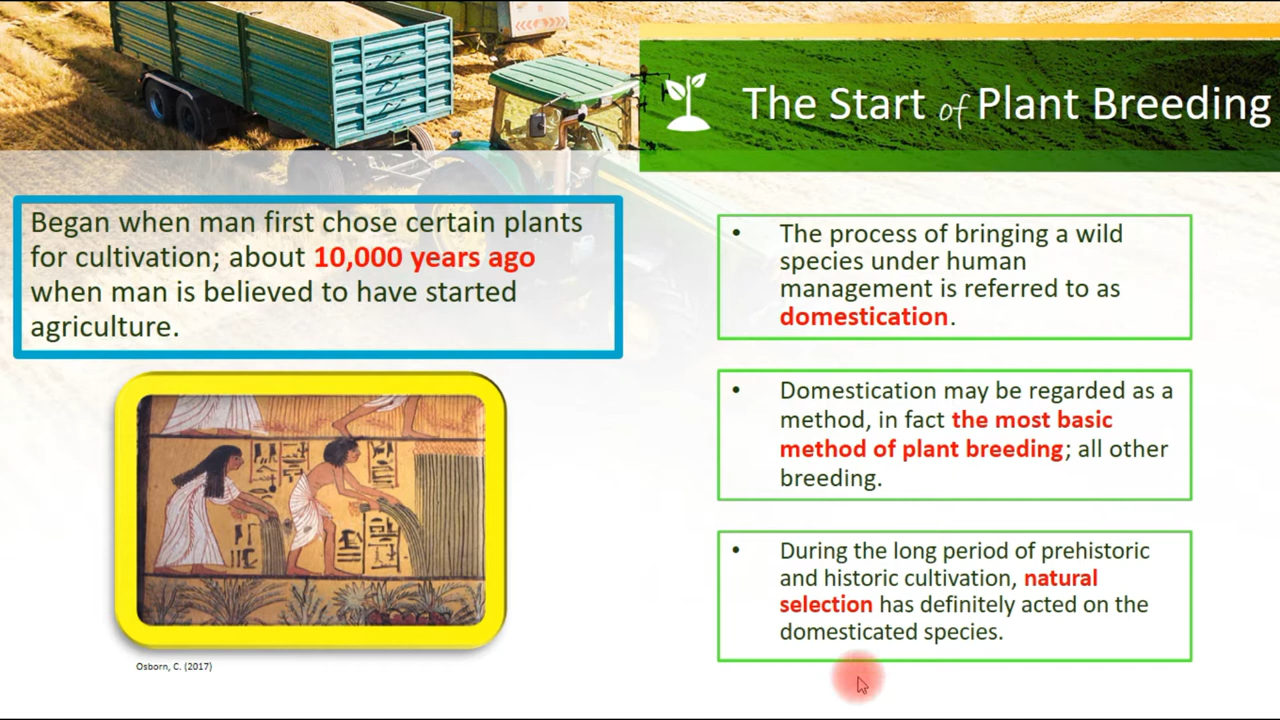 The Start of Plant Breeding
Began when man first chose certain plants
for cultivation; about 10,000 years ago
when man is believed to have started
agriculture.
Osborn, C. (2017)
• The process of bringing a wild
species under human
management is referred to as
domestication.
• Domestication may be regarded as a
method, in fact the most basic
method of plant breeding; all other
breeding.
• During the long period of prehistoric
and historic cultivation, natural
selection has definitely acted on the
domesticated species.